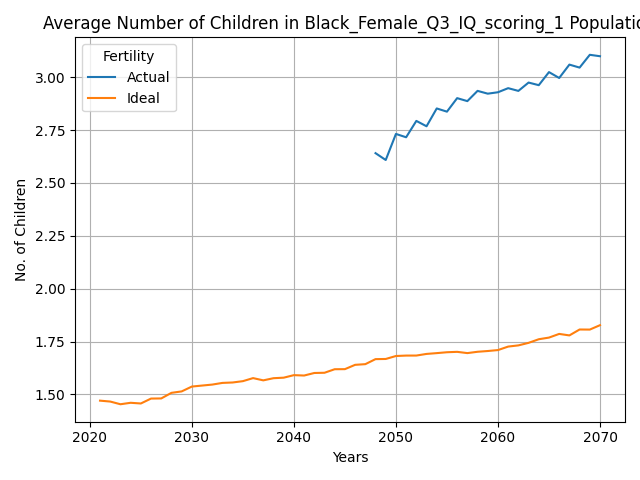 Average Number of Children in Black_Female_Q3_IQ_scoring_1 Populatio
Fertility
Actual
Ideal
3.00
2.75
2.50
2.25
2.00
1.75
1.50
No. of Children
2020 2030 2040 2050 2060 2070
Years